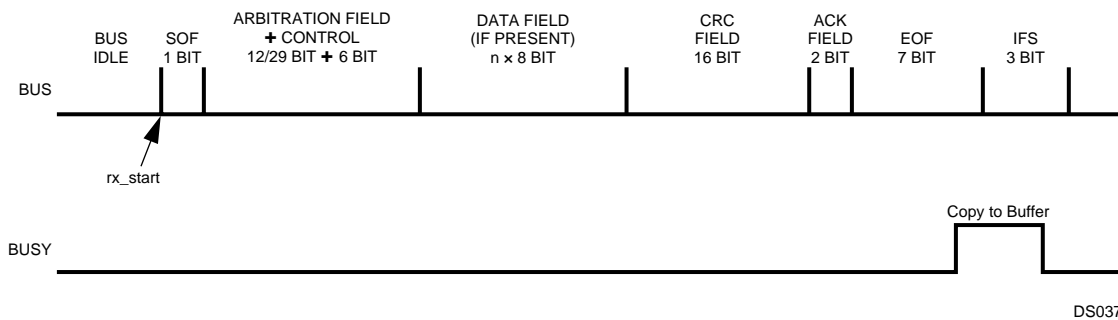 BUS
IDLE
SOF
1 BIT
ARBITRATION FIELD
+ CONTROL
12/29 BIT + 6 BIT
DATA FIELD
(IF PRESENT)
n × 8 BIT
CRC
FIELD
16 BIT
ACK
FIELD
2 BIT
EOF
7 BIT
IFS
3 BIT
BUS
rx_start
Copy to Buffer
BUSY
DS037